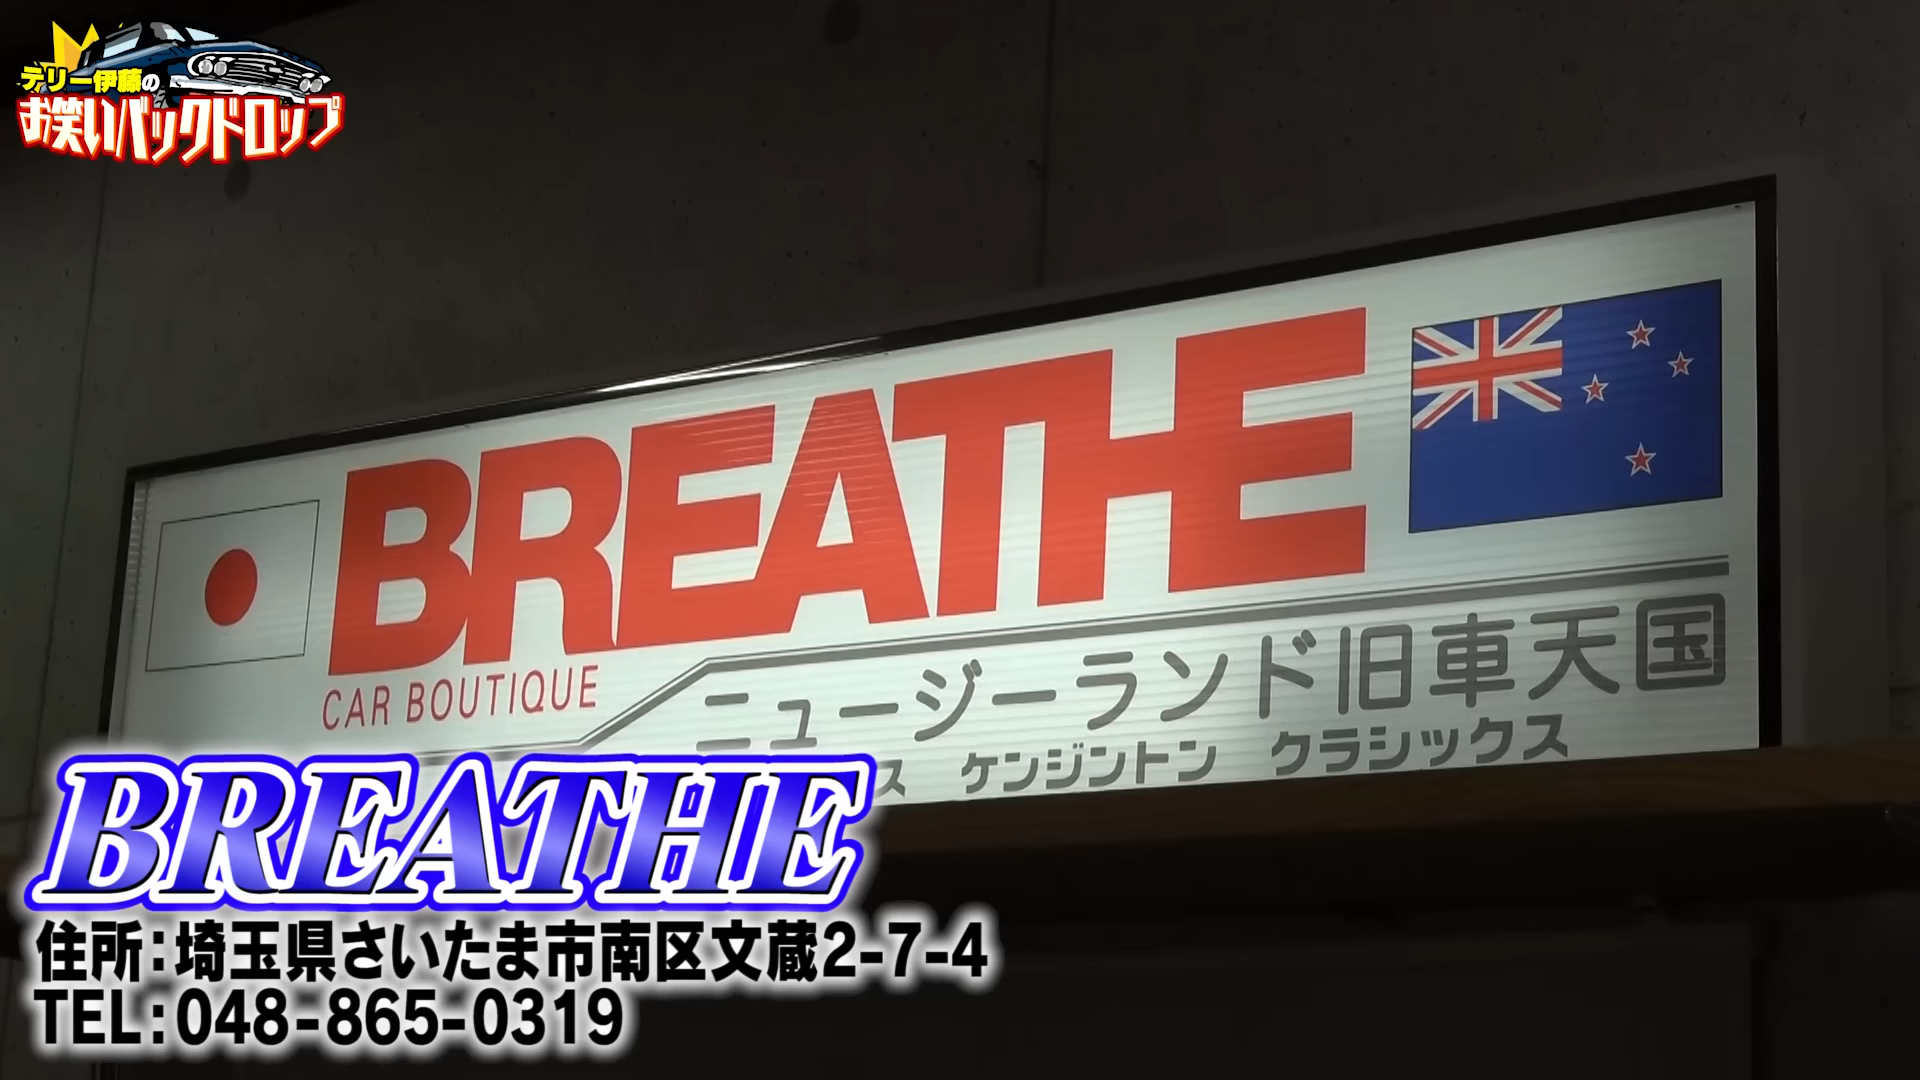 テリー伊藤の
お笑いバックドロップ
BREATHE
CAR BOUTIQUE
ニュージーランド旧車天国
ス ケンジントン クラシックス
BREATHE
住所:埼玉県さいたま市南区文蔵2-7-4
TEL:048-865-0319